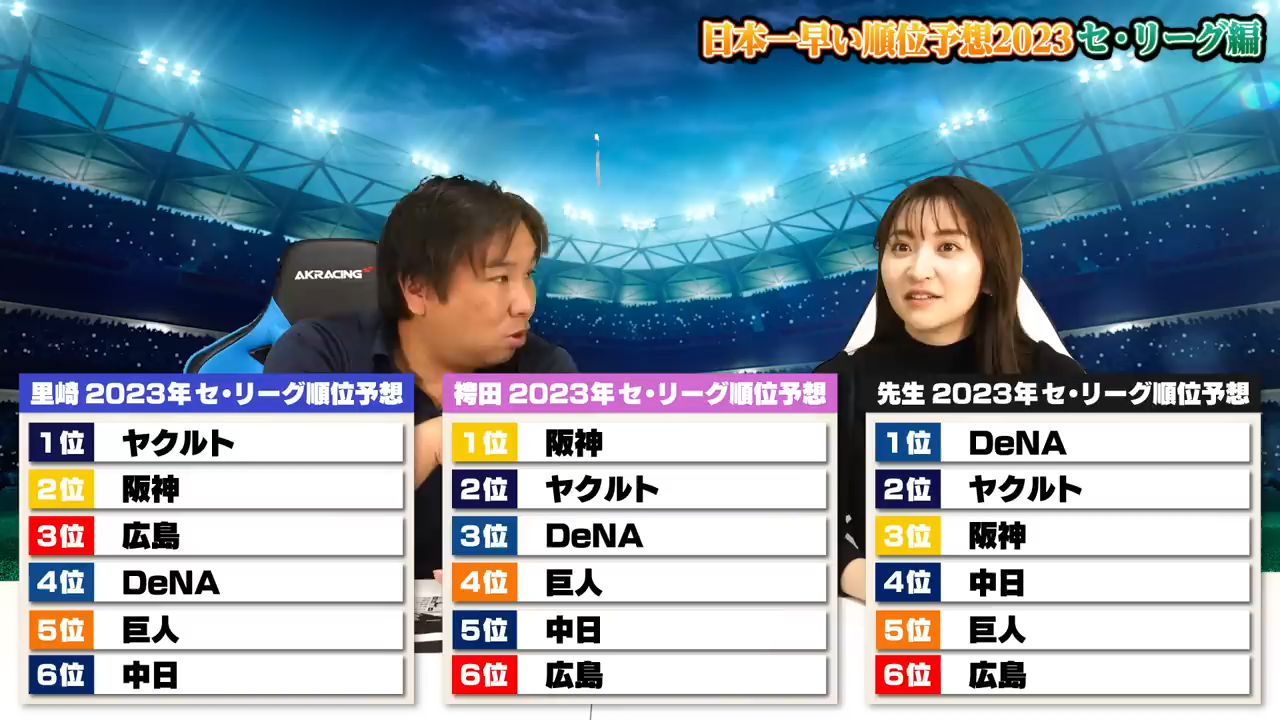 日本一早い順位予想2023 セ・リーグ編
AKRACING
里崎 2023年 セ・リーグ順位予想
1位 ヤクルト
2位 阪神
3位 広島
4位 DeNA
5位 巨人
6位 中日
袴田 2023年 セ・リーグ順位予想
1位 阪神
2位 ヤクルト
3位 DeNA
4位 巨人
5位 中日
6位 広島
先生 2023年 セ・リーグ順位予想
1位 DeNA
2位 ヤクルト
3位 阪神
4位 中日
5位 巨人
6位 広島